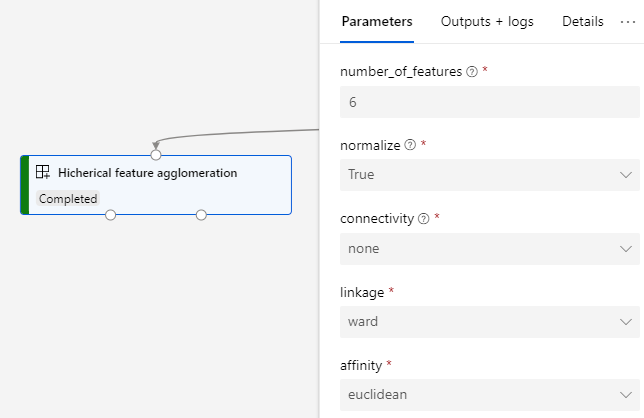 Parameters Outputs + logs Details ...
number_of_features ? *
6
normalize ? *
True
Hicherical feature agglomeration
Completed
connectivity ? *
none
linkage *
ward
affinity *
euclidean